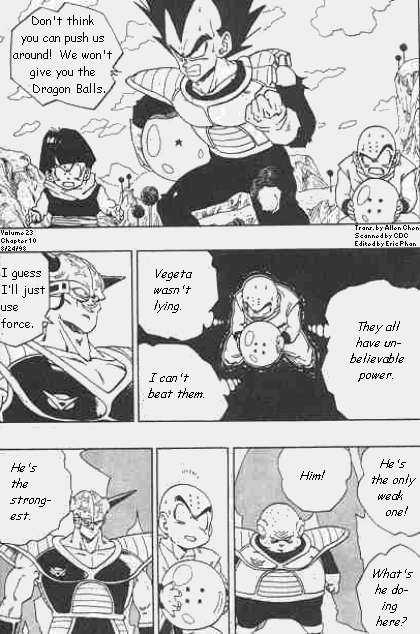 Don't think
you can push us
around! We won't
give you the
Dragon Balls.
Volume 23
Chapter 10
8/24/98
Trans. by Allen Chen
Scanned by CDC
Edited by Eric Phan
I guess
I'll just
use
force.
Vegeta
wasn't
lying.
I can't
beat them.
They all
have un-
believable
power.
He's
the
strong-
est.
Him!
He's
the only
weak
one!
What's
he do-
ing
here?